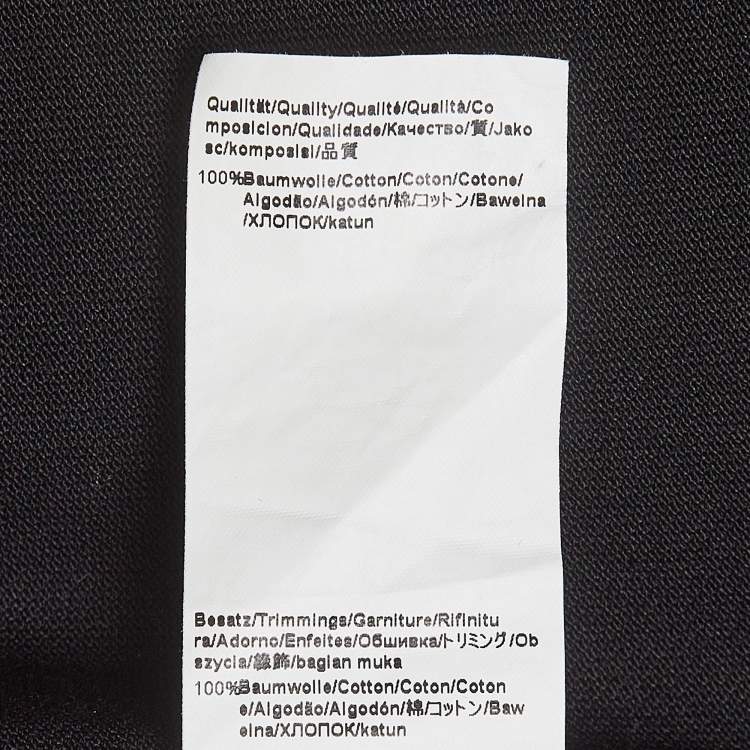 Qualität/Quality/Qualité/Qualità/Co
mposicion/Qualidade/Качество/質/Jako
sc/komposisi/品質
100%Baumwolle/Cotton/Coton/Cotone/
Algodão/Algodón/棉/コットン/Bawelna
/ХЛОПОК/katun
Besatz/Trimmings/Garniture/Rifinitu
ra/Adorno/Enfeites/Обшивка/トリミング/Ob
szycia/緣飾/bagian muka
100%Baumwolle/Cotton/Coton/Coton
e/Algodão/Algodón/棉/コットン/Baw
elna/ХЛОПОК/katun